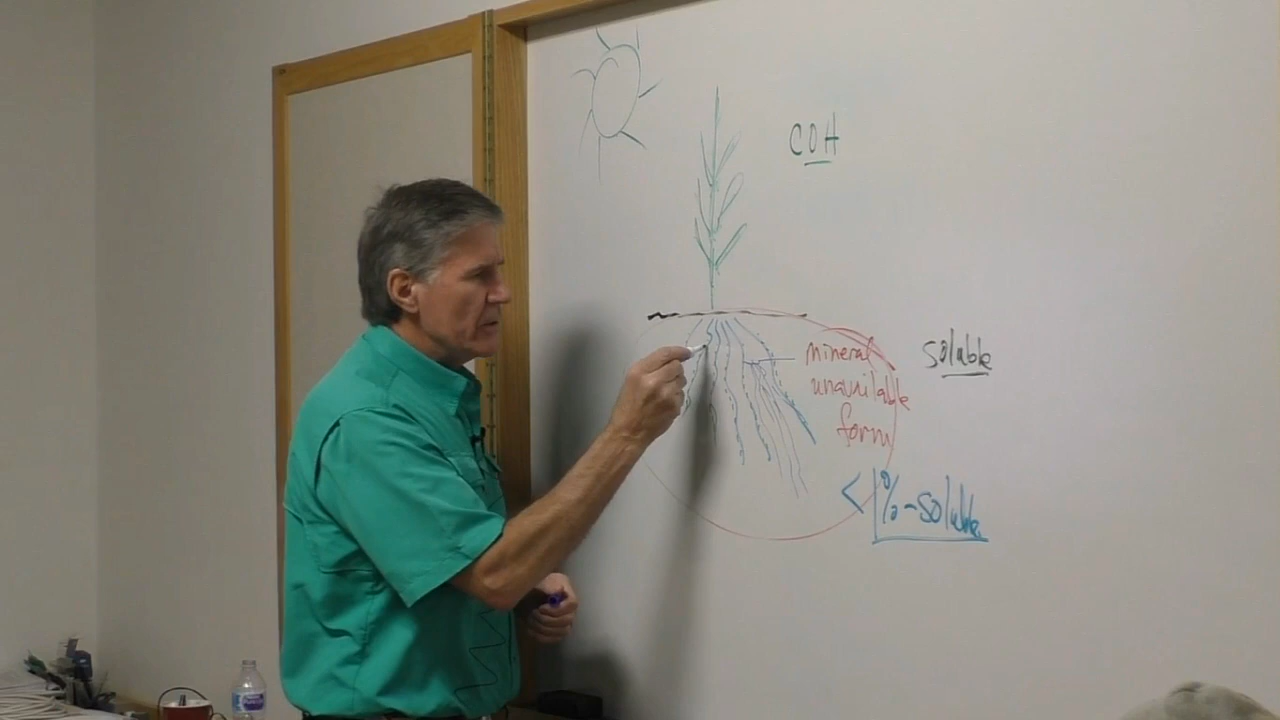 COH
soluble
mineral
unavailable
form
< 1% - soluble